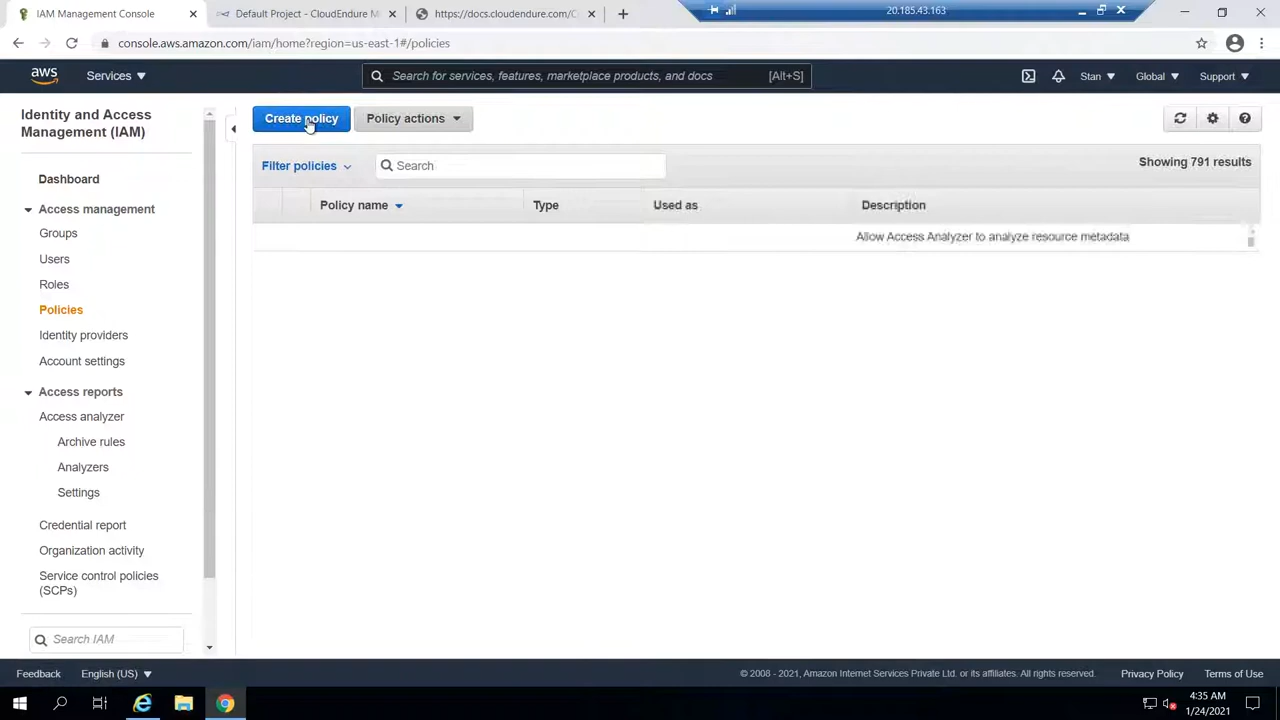 IAM Management Console
Default Project - CloudEndure M
https://docs.cloudendure.com/C
20.185.43.163
console.aws.amazon.com/iam/home?region=us-east-1#/policies
aws
Services
Search for services, features, marketplace products, and docs
[Alt+S]
Stan
Global
Support
Identity and Access
Management (IAM)
Dashboard
Access management
Groups
Users
Roles
Policies
Identity providers
Account settings
Access reports
Access analyzer
Archive rules
Analyzers
Settings
Credential report
Organization activity
Service control policies
(SCPs)
Search IAM
Create policy
Policy actions
Filter policies
Search
Showing 791 results
Policy name
Type
Used as
Description
Allow Access Analyzer to analyze resource metadata
Feedback
English (US)
© 2008 - 2021, Amazon Internet Services Private Ltd. or its affiliates. All rights reserved.
Privacy Policy
Terms of Use
4:35 AM
1/24/2021